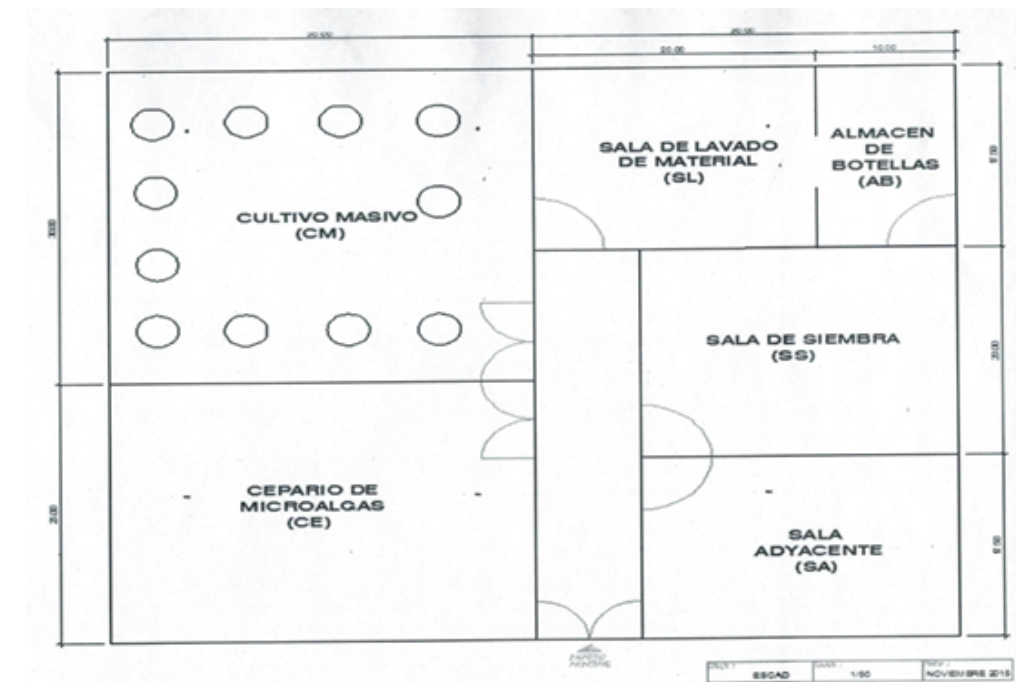 20.00
10.00
SALA DE LAVADO
DE MATERIAL
(SL)
ALMACEN
DE
BOTELLAS
(AB)
CULTIVO MASIVO
(CM)
SALA DE SIEMBRA
(SS)
CEPARIO DE
MICROALGAS
(CE)
SALA
ADYACENTE
(SA)
ESCAD
1/50
NOVIEMBRE 2015